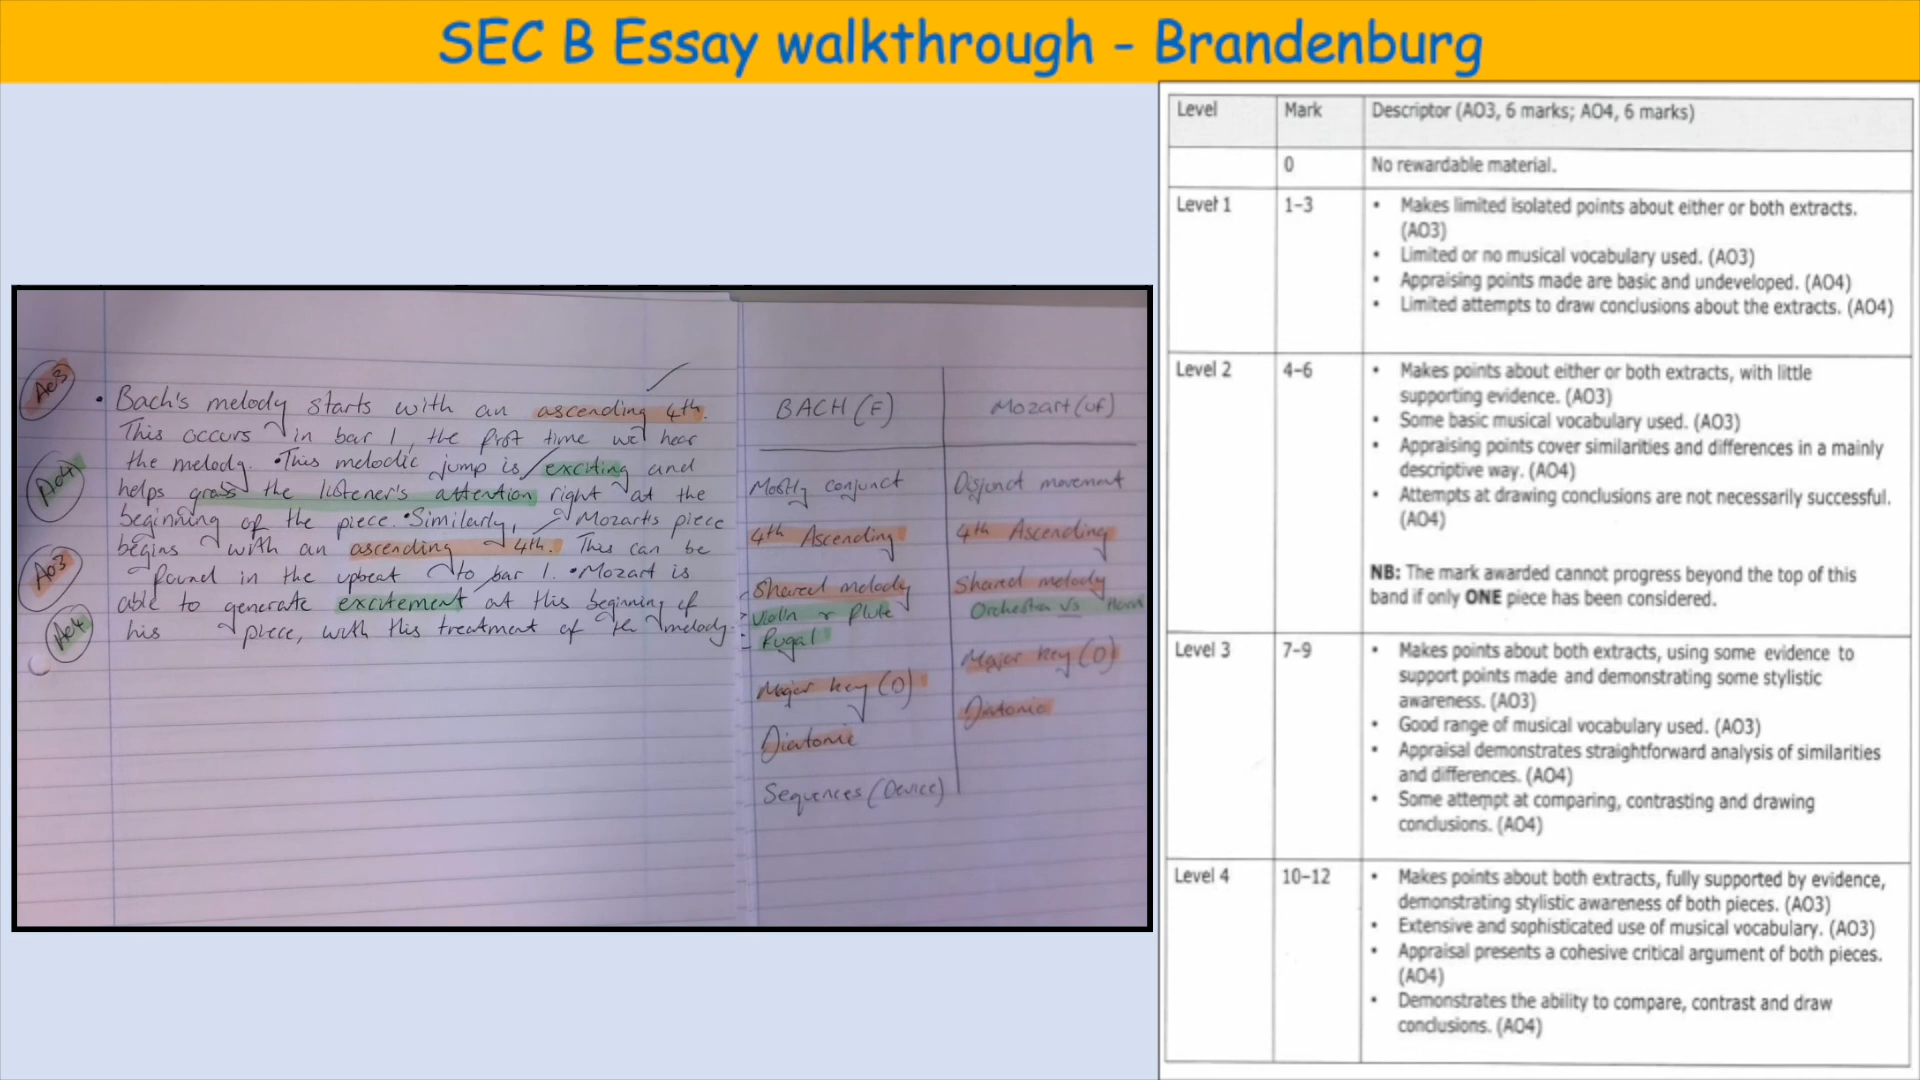 SEC B Essay walkthrough - Brandenburg
Ao3
• Bach's melody starts with an ascending 4th.
This occurs in bar 1, the first time we hear
the melody. •This melodic jump is exciting and
Ao4
helps grab the listener's attention right at the
beginning of the piece. •Similarly, Mozart's piece
begins with an ascending 4th. This can be
Ao3
found in the upbeat to bar 1. •Mozart is
able to generate excitement at this beginning of
Ao4
his piece, with this treatment of the melody.
BACH (F)
Mostly conjunct
4th Ascending
- Shared melody
> Violin & flute
- Fugal
Major key (D)
Diatonic
Sequences (Device)
Mozart (UF)
Disjunct movement
4th Ascending
Shared melody
Orchestra vs Horn
Major key (D)
Diatonic
Level Mark Descriptor (AO3, 6 marks; AO4, 6 marks)
0 No rewardable material.
Level 1 1–3 • Makes limited isolated points about either or both extracts.
(AO3)
• Limited or no musical vocabulary used. (AO3)
• Appraising points made are basic and undeveloped. (AO4)
• Limited attempts to draw conclusions about the extracts. (AO4)
Level 2 4–6 • Makes points about either or both extracts, with little
supporting evidence. (AO3)
• Some basic musical vocabulary used. (AO3)
• Appraising points cover similarities and differences in a mainly
descriptive way. (AO4)
• Attempts at drawing conclusions are not necessarily successful.
(AO4)
NB: The mark awarded cannot progress beyond the top of this
band if only ONE piece has been considered.
Level 3 7–9 • Makes points about both extracts, using some evidence to
support points made and demonstrating some stylistic
awareness. (AO3)
• Good range of musical vocabulary used. (AO3)
• Appraisal demonstrates straightforward analysis of similarities
and differences. (AO4)
• Some attempt at comparing, contrasting and drawing
conclusions. (AO4)
Level 4 10–12 • Makes points about both extracts, fully supported by evidence,
demonstrating stylistic awareness of both pieces. (AO3)
• Extensive and sophisticated use of musical vocabulary. (AO3)
• Appraisal presents a cohesive critical argument of both pieces.
(AO4)
• Demonstrates the ability to compare, contrast and draw
conclusions. (AO4)